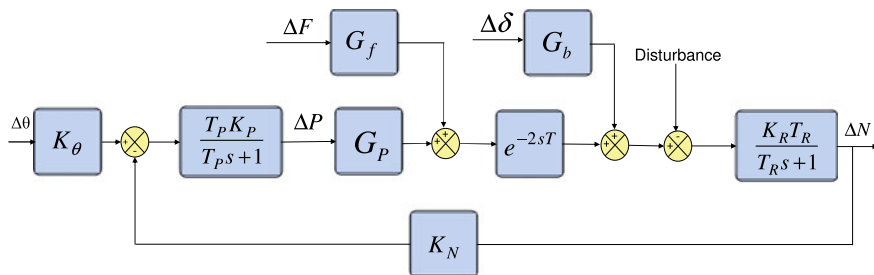 ΔF
G_f
Δδ
G_b
Disturbance
Δθ
K_θ
+
-
T_P K_P
T_P s+1
ΔP
G_P
+
+
e^{-2sT}
+
+
-
+
K_R T_R
T_R s+1
ΔN
K_N